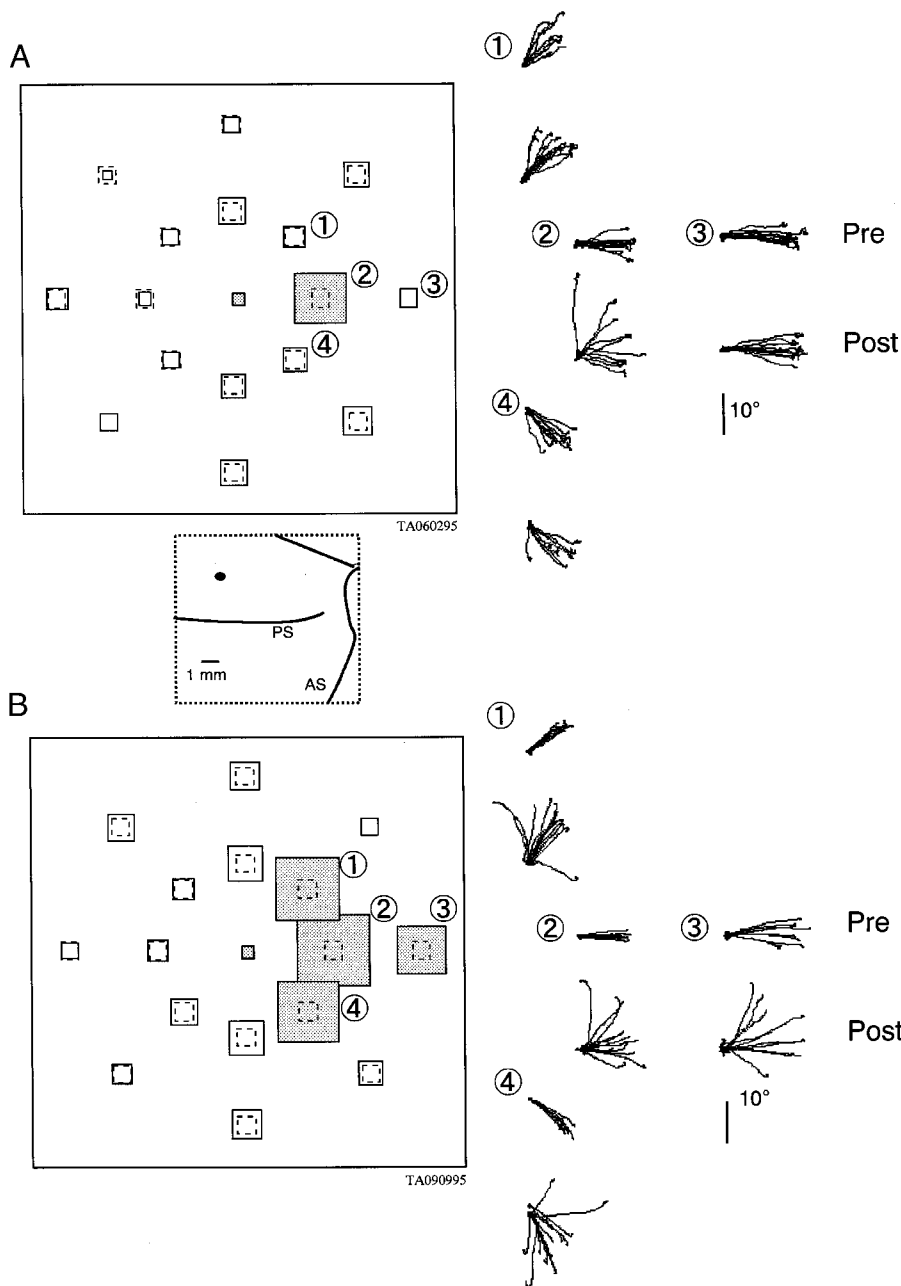 A
①
①
②
③
④
②
③
Pre
Post
④
10°
TA060295
PS
1 mm
AS
B
①
①
②
③
④
②
③
Pre
Post
④
10°
TA090995